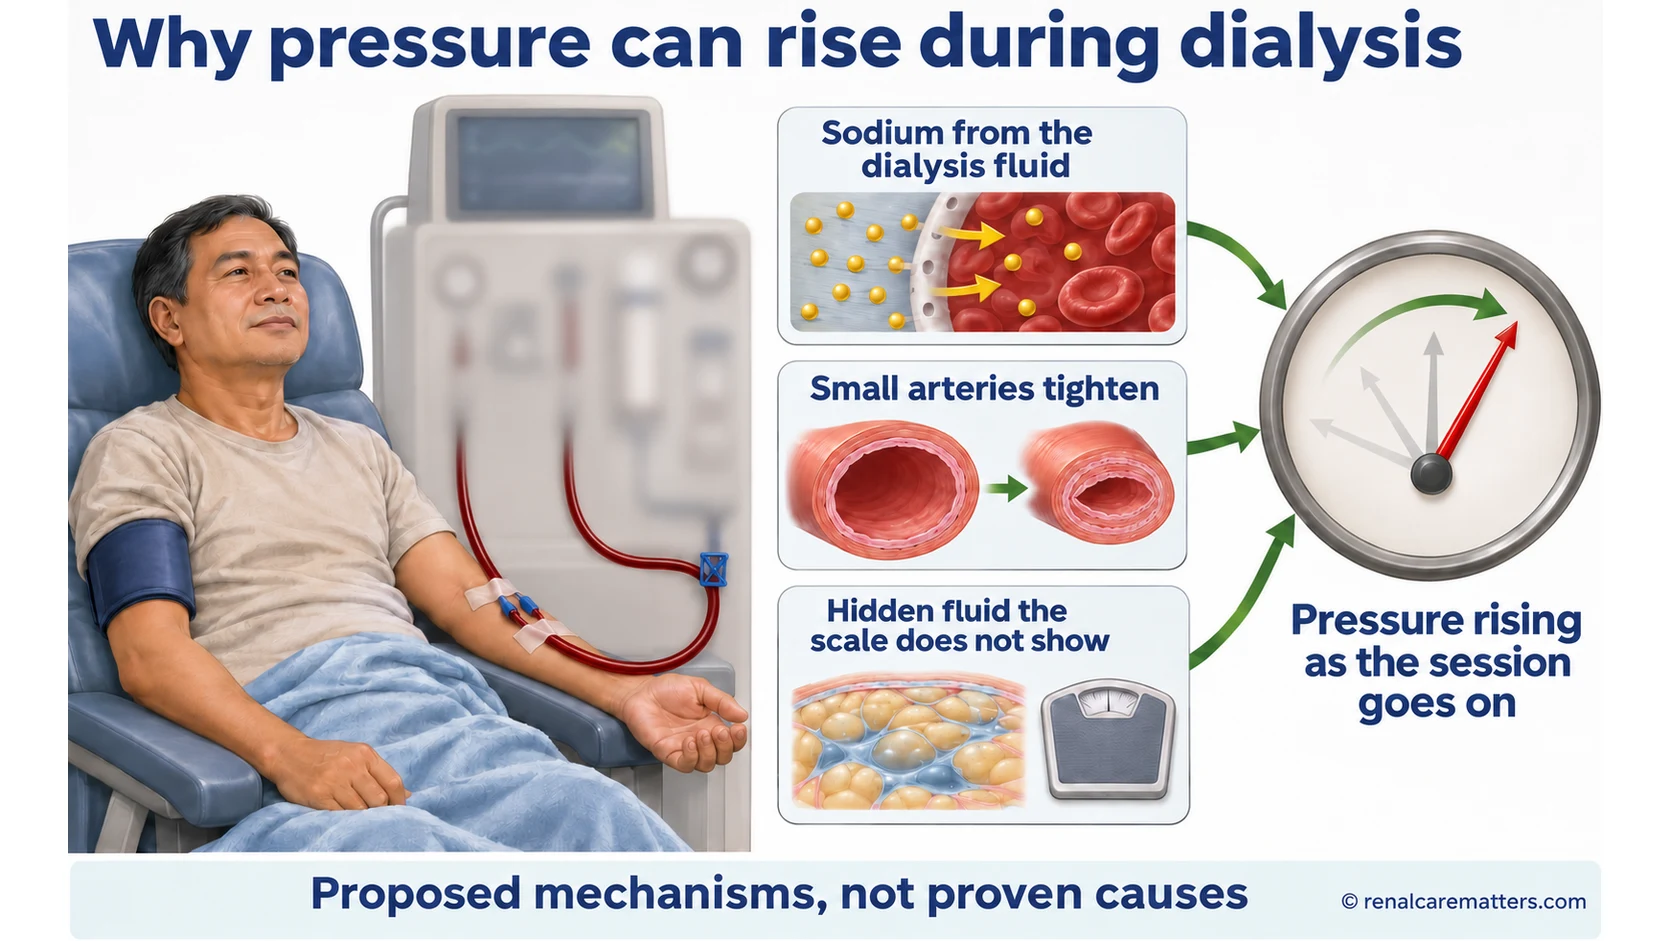 Why pressure can rise during dialysis
Sodium from the
dialysis fluid
Small arteries tighten
Hidden fluid the
scale does not show
Pressure rising
as the session
goes on
Proposed mechanisms, not proven causes
© renalcarematters.com